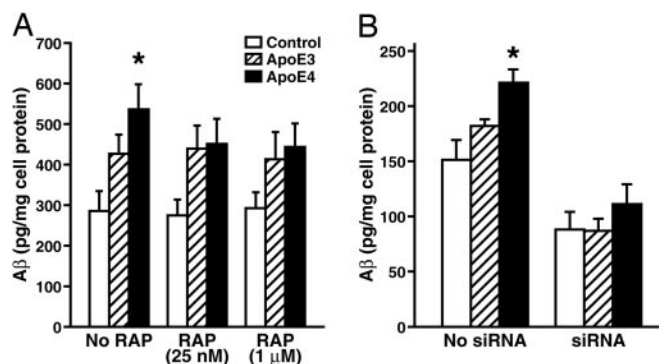 A
Aβ (pg/mg cell protein)
700
600
500
400
300
200
100
0
*
Control
ApoE3
ApoE4
No RAP
RAP
(25 nM)
RAP
(1 μM)
B
Aβ (pg/mg cell protein)
250
200
150
100
50
0
*
No siRNA
siRNA